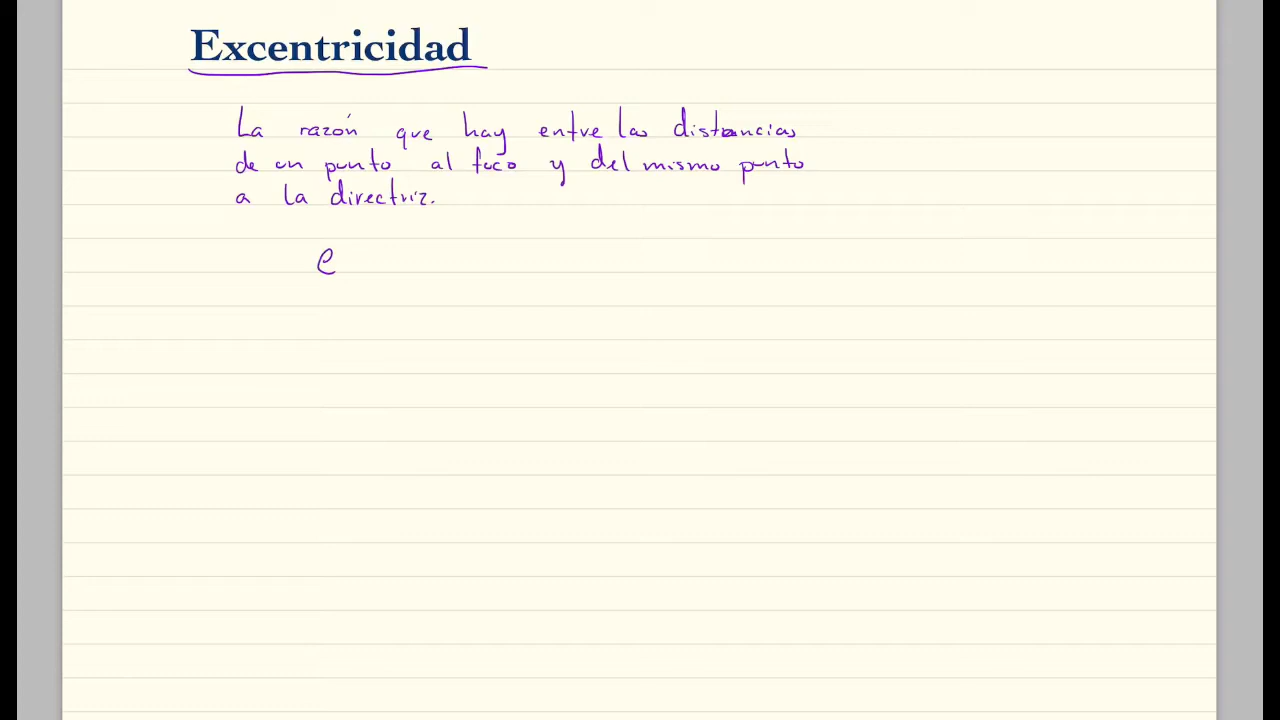 Excentricidad
La razón que hay entre las distancias
de un punto al foco y del mismo punto
a la directriz.
e